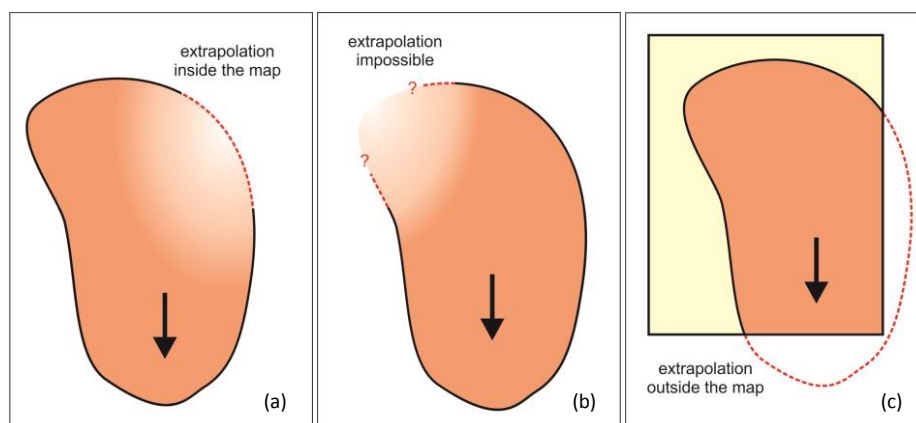 extrapolation
inside the map
(a)
extrapolation
impossible
?
?
(b)
extrapolation
outside the map
(c)